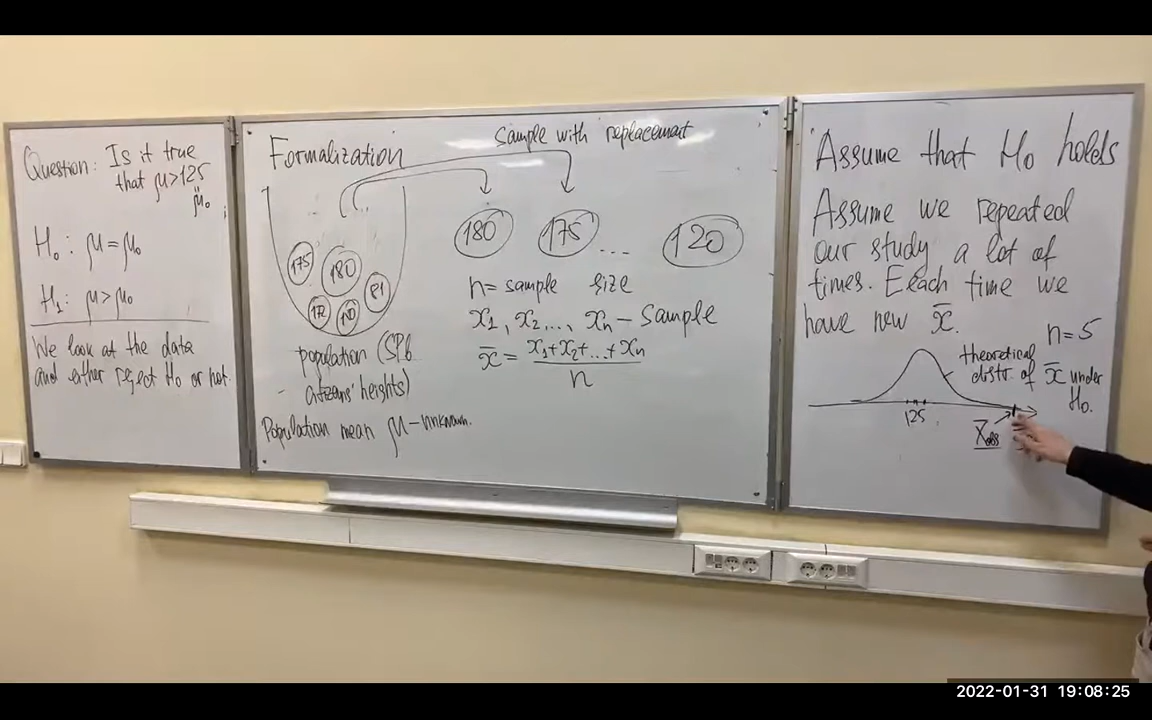 Question: Is it true
that μ>125
"
μ₀
H₀: μ=μ₀
H₁: μ>μ₀
We look at the data
and either reject H₀ or not.
Formalization
Sample with replacement
175
180
81
180 175 ... 120
n= sample size
x₁, x₂, ..., xₙ - sample
x̄ = x₁+x₂+...+xₙ
n
population (SPb
citizens' heights)
Population mean μ - unknown.
Assume that H₀ holds
Assume we repeated
our study a lot of
times. Each time we
have new x̄.
n=5
theoretical
distr. of x̄ under
H₀.
125
x̄obs
2022-01-31 19:08:25